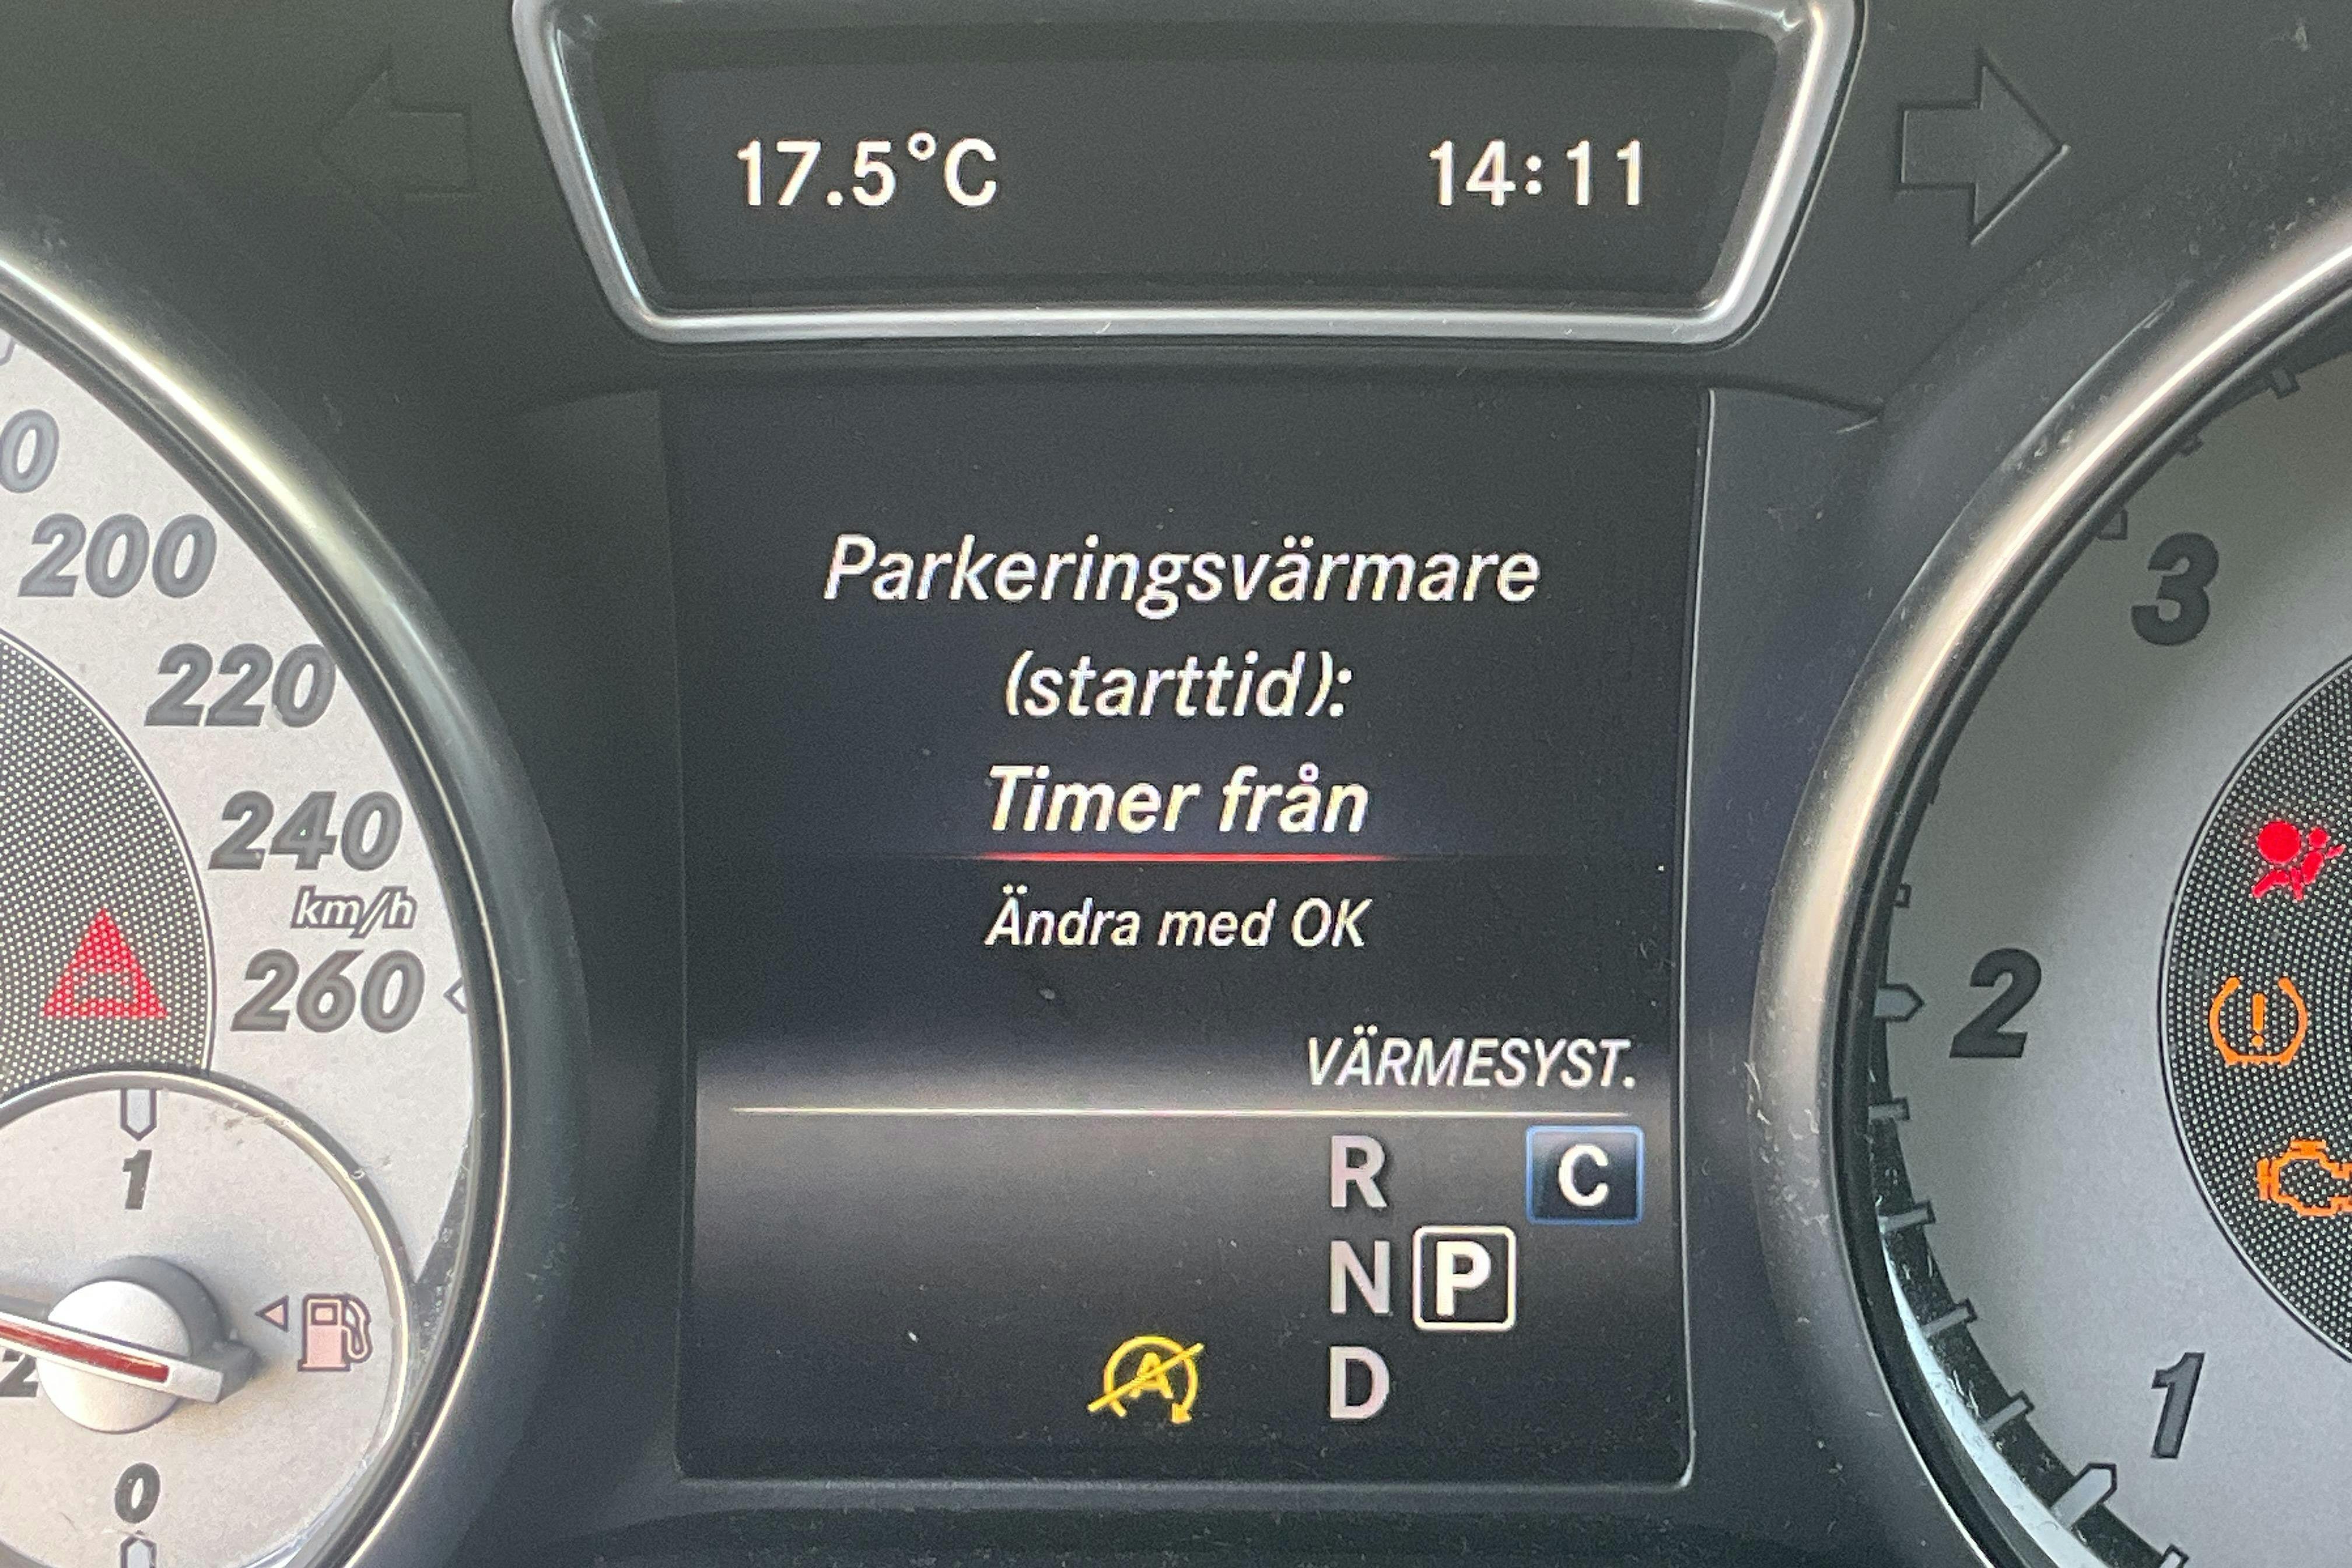 17.5°C 14:11
Parkeringsvärmare
(starttid):
Timer från
Ändra med OK
VÄRMESYST.
R C
N P
D
A
200
220
240
km/h
260
1
0
3
2
1